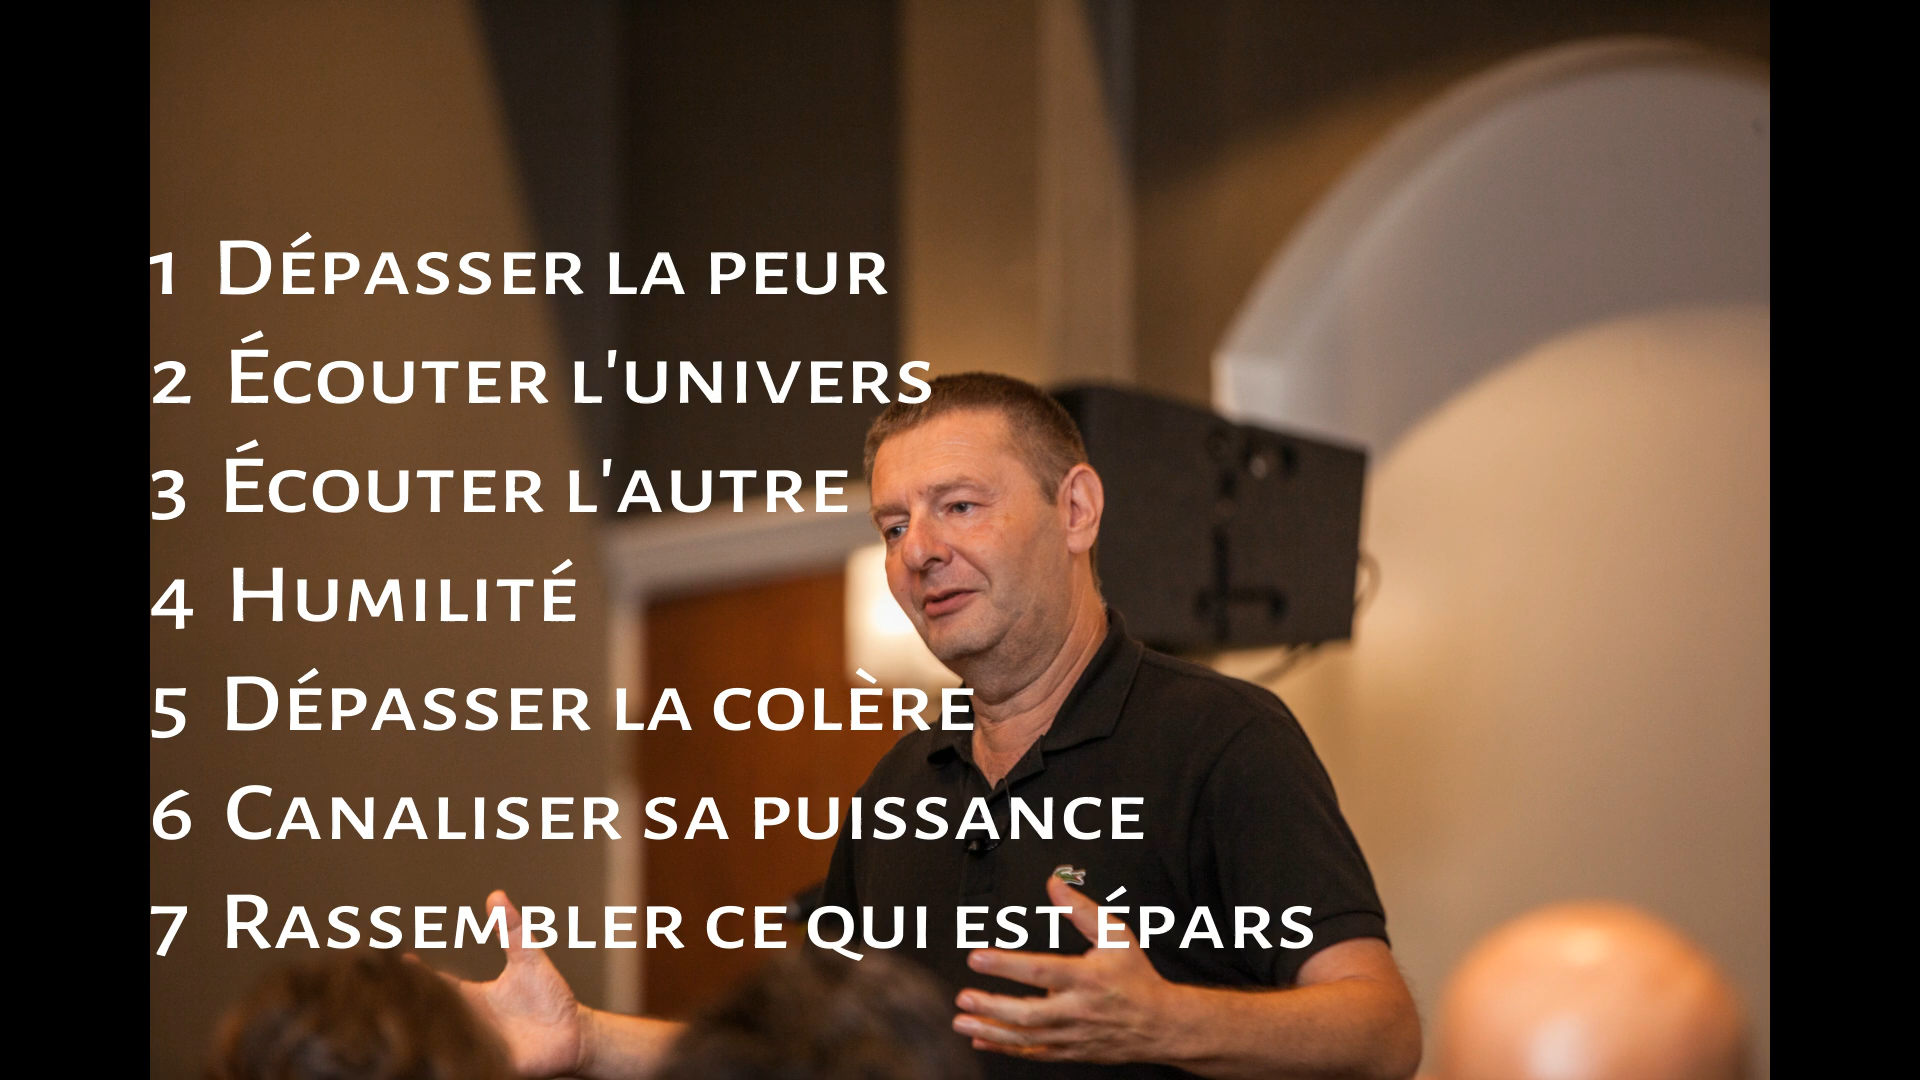 1 Dépasser la peur
2 Écouter l'univers
3 Écouter l'autre
4 Humilité
5 Dépasser la colère
6 Canaliser sa puissance
7 Rassembler ce qui est épars